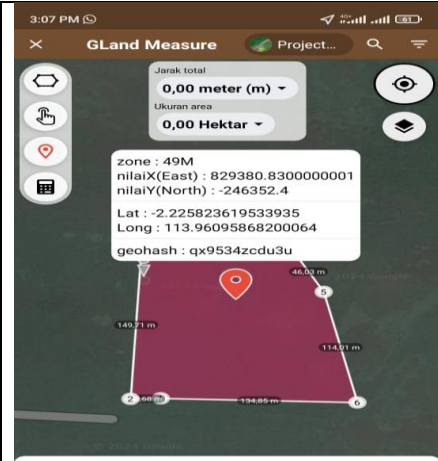 3:07 PM
61
GLand Measure
Project...
Jarak total
0,00 meter (m)
Ukuran area
0,00 Hektar
zone : 49M
nilaiX(East) : 829380.8300000001
nilaiY(North) : -246352.4
Lat : -2.225823619533935
Long : 113.96095868200064
geohash : qx9534zcdu3u
46,03 m
5
149,71 m
114,01 m
2
134,85 m
6